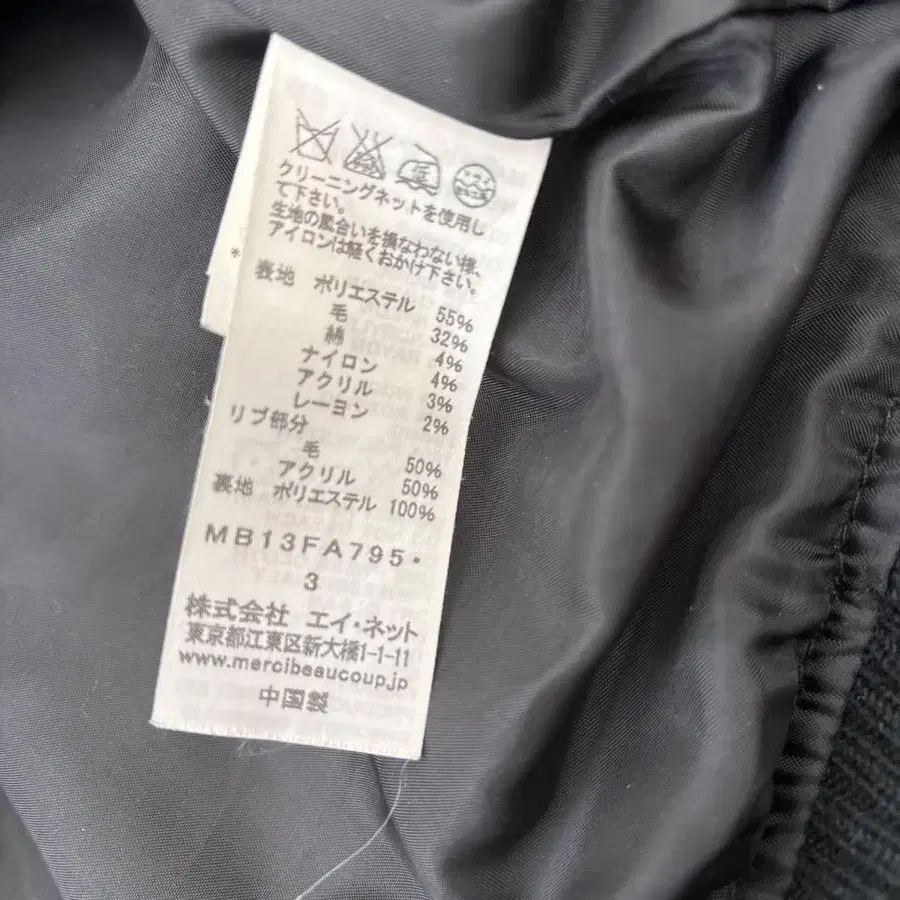 クリーニングネットを使用し
て下さい。
生地の風合いを損なわない様、
アイロンは軽くおかけ下さい。
表地 ポリエステル 55%
毛 32%
綿 4%
ナイロン 4%
アクリル 3%
レーヨン 2%
リブ部分
毛 50%
アクリル 50%
裏地 ポリエステル 100%
MB13FA795・
3
株式会社 エイ・ネット
東京都江東区新大橋1-1-11
www.mercibeaucoup.jp
中国製